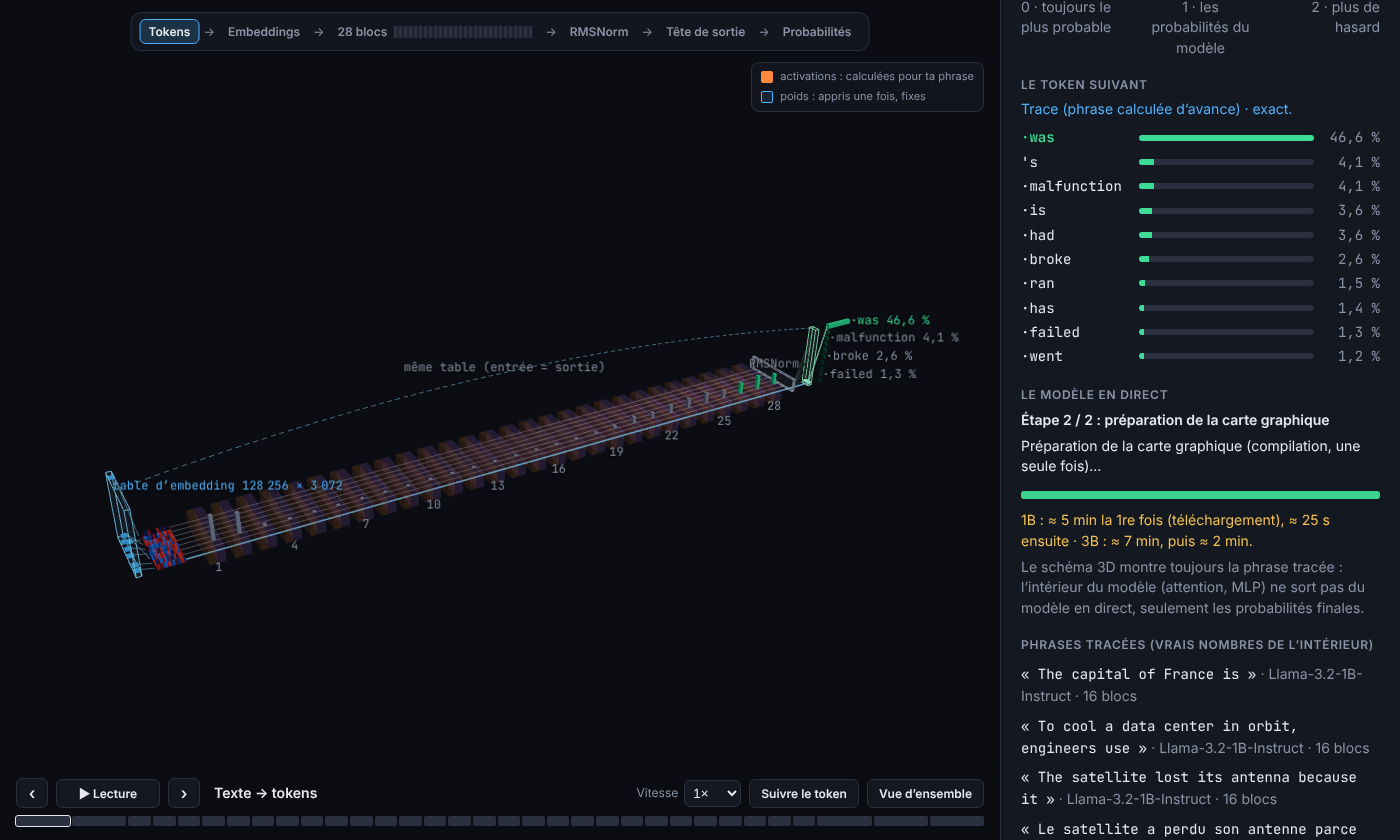 Tokens → Embeddings → 28 blocs → RMSNorm → Tête de sortie → Probabilités
activations : calculées pour ta phrase
poids : appris une fois, fixes
·was 46,6 %
·malfunction 4,1 %
·broke 2,6 %
·failed 1,3 %
RMSNorm
même table (entrée = sortie)
table d’embedding 128 256 × 3 072
1
4
7
10
13
16
19
22
25
28
‹ ▶ Lecture › Texte → tokens
Vitesse 1× Suivre le token Vue d’ensemble
0 · toujours le plus probable
1 · les probabilités du modèle
2 · plus de hasard
LE TOKEN SUIVANT
Trace (phrase calculée d’avance) · exact.
·was 46,6 %
's 4,1 %
·malfunction 4,1 %
·is 3,6 %
·had 3,6 %
·broke 2,6 %
·ran 1,5 %
·has 1,4 %
·failed 1,3 %
·went 1,2 %
LE MODÈLE EN DIRECT
Étape 2 / 2 : préparation de la carte graphique
Préparation de la carte graphique (compilation, une
seule fois)…
1B : ≈ 5 min la 1re fois (téléchargement), ≈ 25 s
ensuite · 3B : ≈ 7 min, puis ≈ 2 min.
Le schéma 3D montre toujours la phrase tracée :
l’intérieur du modèle (attention, MLP) ne sort pas du
modèle en direct, seulement les probabilités finales.
PHRASES TRACÉES (VRAIS NOMBRES DE L’INTÉRIEUR)
« The capital of France is » · Llama-3.2-1B-
Instruct · 16 blocs
« To cool a data center in orbit,
engineers use » · Llama-3.2-1B-Instruct · 16 blocs
« The satellite lost its antenna because
it » · Llama-3.2-1B-Instruct · 16 blocs
« Le satellite a perdu son antenne parce